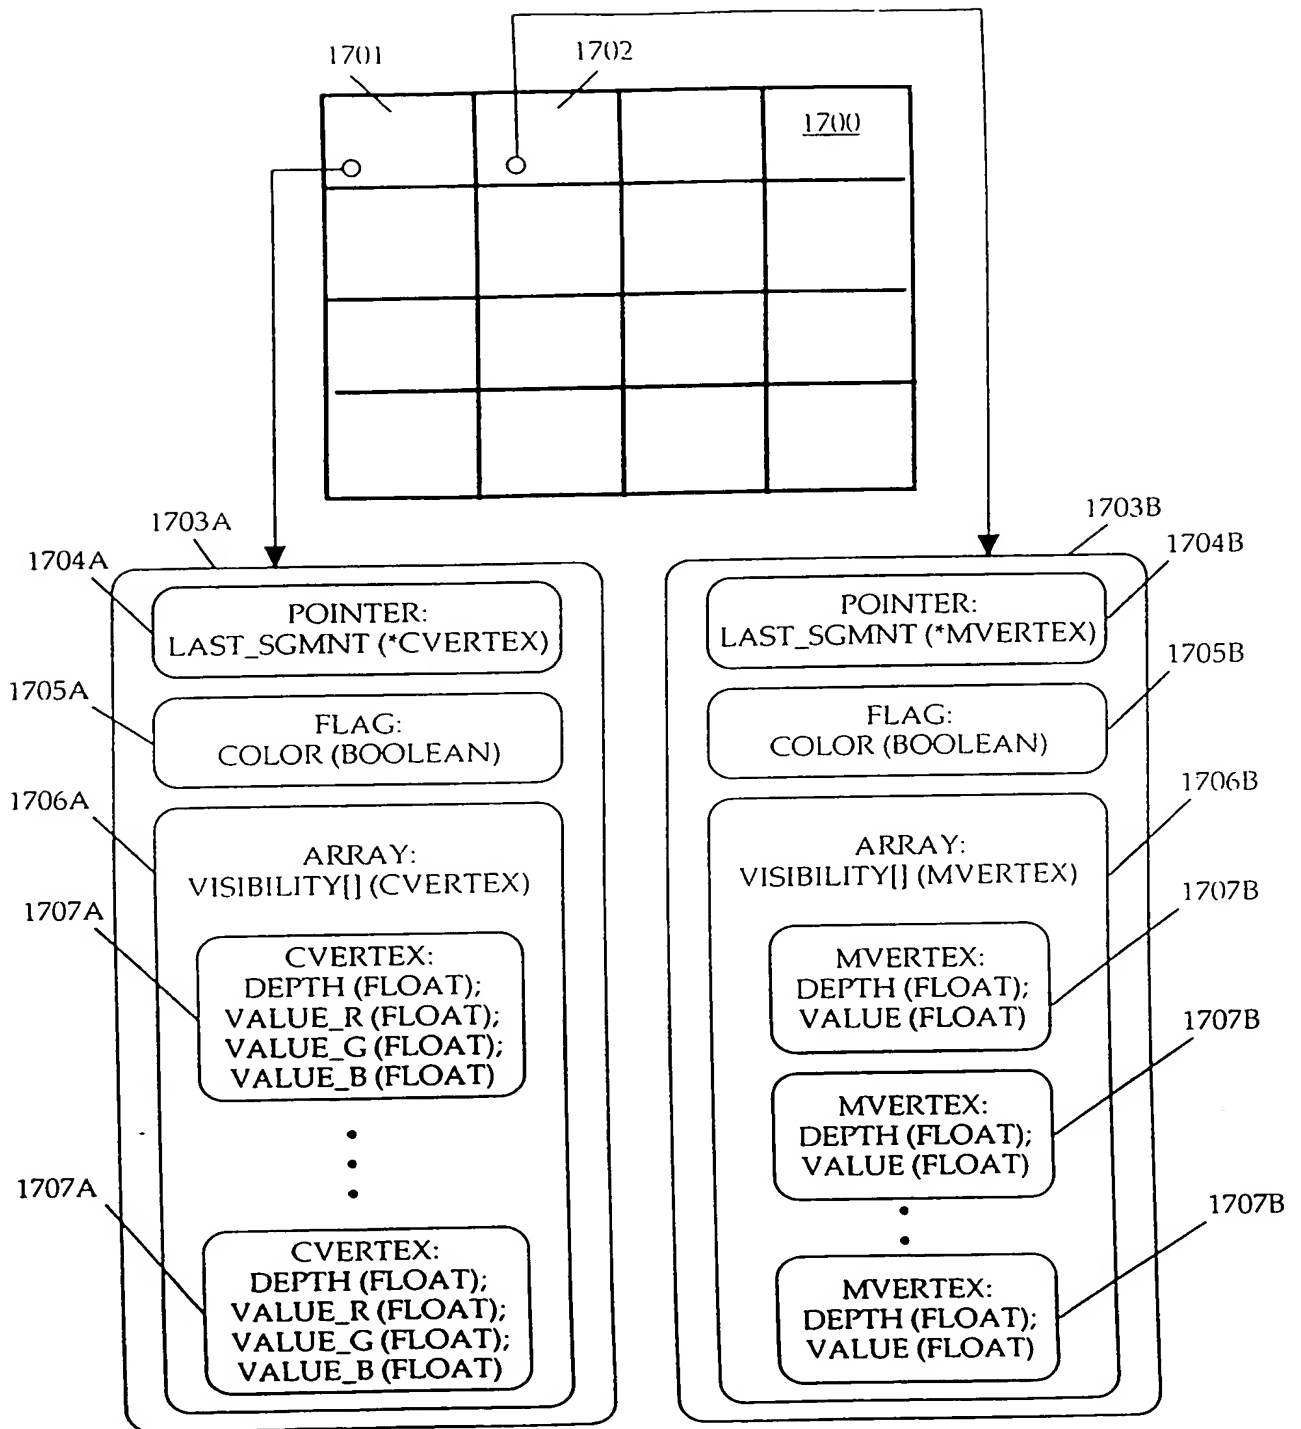 1701
1702
1700
1703A
1703B
1704A
POINTER:
LAST_SGMNT (*CVERTEX)
1705A
FLAG:
COLOR (BOOLEAN)
1706A
ARRAY:
VISIBILITY[] (CVERTEX)
1707A
CVERTEX:
DEPTH (FLOAT);
VALUE_R (FLOAT);
VALUE_G (FLOAT);
VALUE_B (FLOAT)
1707A
CVERTEX:
DEPTH (FLOAT);
VALUE_R (FLOAT);
VALUE_G (FLOAT);
VALUE_B (FLOAT)
1704B
POINTER:
LAST_SGMNT (*MVERTEX)
1705B
FLAG:
COLOR (BOOLEAN)
1706B
ARRAY:
VISIBILITY[] (MVERTEX)
1707B
MVERTEX:
DEPTH (FLOAT);
VALUE (FLOAT)
1707B
MVERTEX:
DEPTH (FLOAT);
VALUE (FLOAT)
1707B
MVERTEX:
DEPTH (FLOAT);
VALUE (FLOAT)